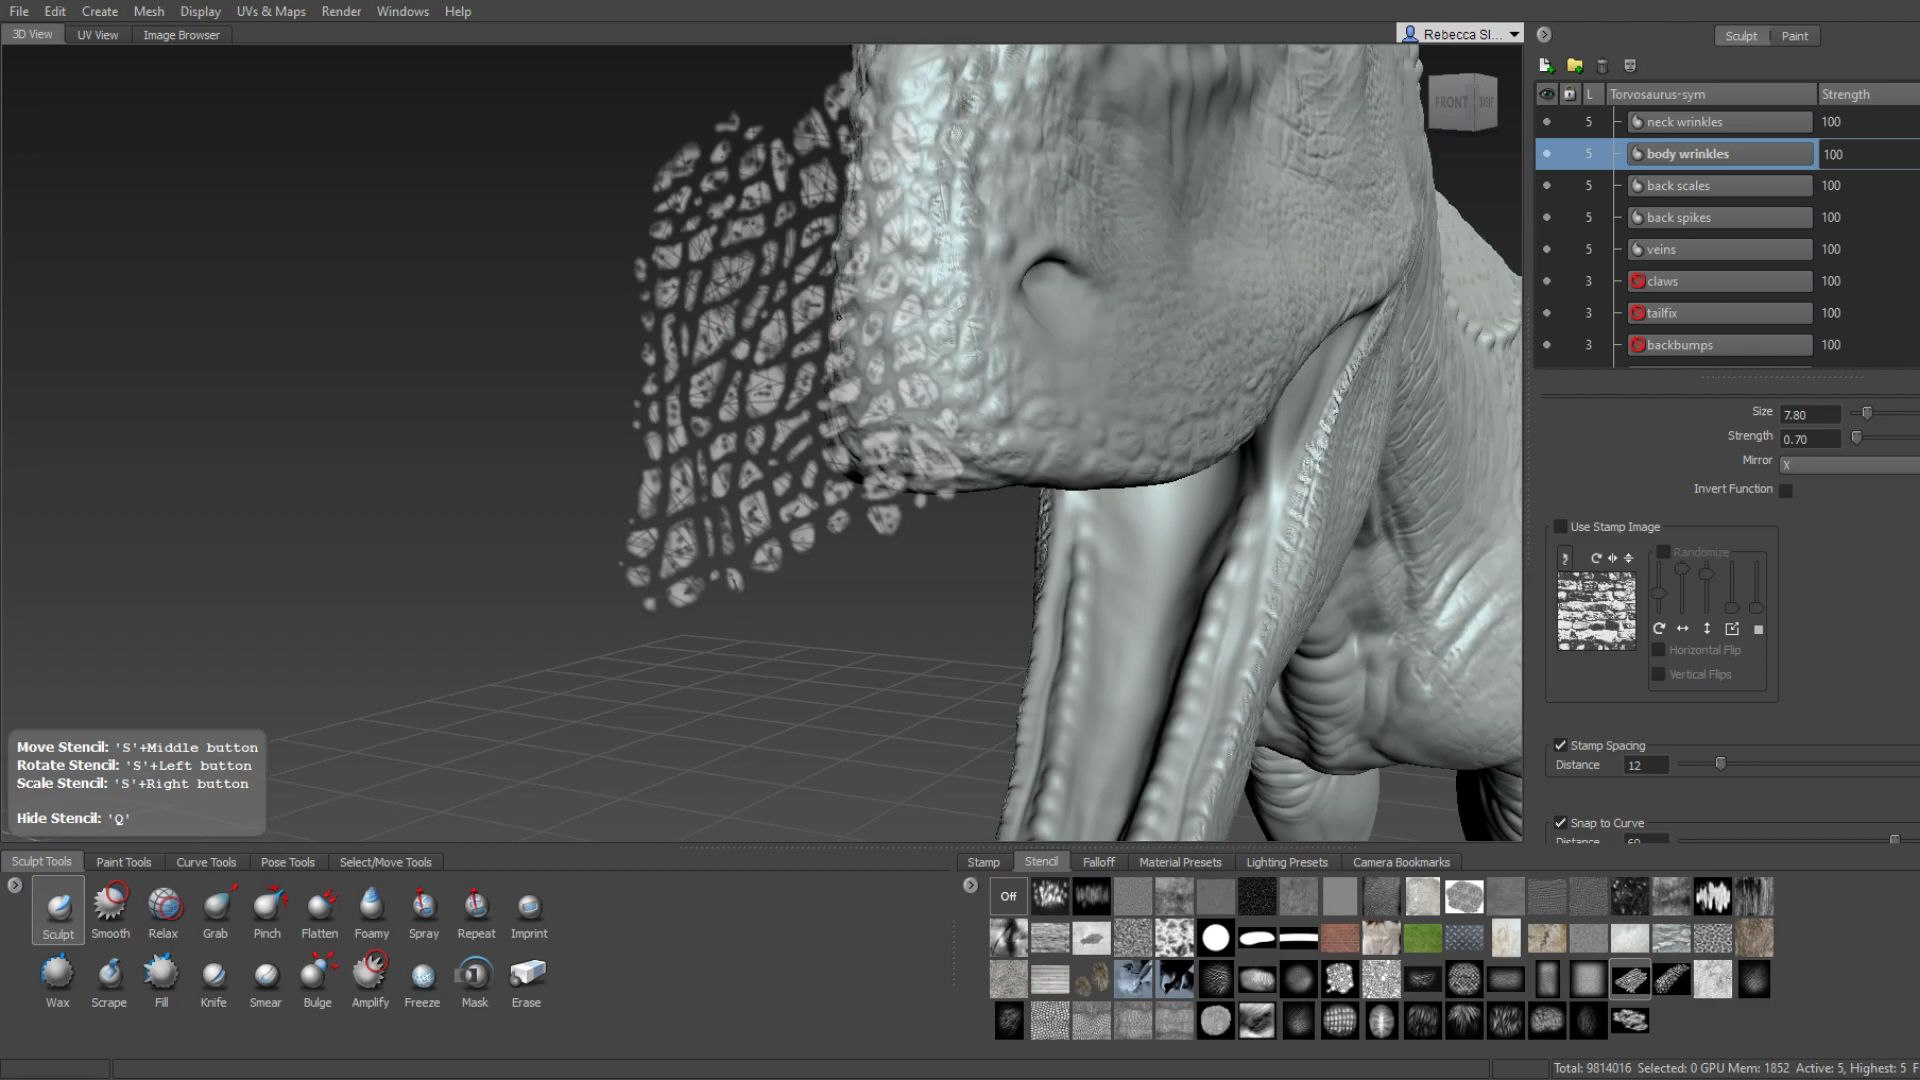 File Edit Create Mesh Display Sculpt UVs & Maps Render Windows Help
3D View UV View Image Browser
Rebecca Sl...
Sculpt Paint
FRONT
L Torvosaurus-sym Strength
5 neck wrinkles 100
5 body wrinkles 100
5 back scales 100
5 back spikes 100
5 veins 100
3 claws 100
3 tailfix 100
3 backbumps 100
Size 7.80
Strength 0.70
Mirror X
Invert Function
Use Stamp Image
Randomize
Horizontal Flip
Vertical Flips
Stamp Spacing
Distance 12
Snap to Curve
Distance 60
Move Stencil: 'S'+Middle button
Rotate Stencil: 'S'+Left button
Scale Stencil: 'S'+Right button
Hide Stencil: 'Q'
Sculpt Tools Paint Tools Curve Tools Pose Tools Select/Move Tools
Sculpt Smooth Relax Grab Pinch Flatten Foamy Spray Repeat Imprint
Wax Scrape Fill Knife Smear Bulge Amplify Freeze Mask Erase
Stamp Stencil Falloff Material Presets Lighting Presets Camera Bookmarks
Off
Total: 9814016 Selected: 0 GPU Mem: 1852 Active: 5, Highest: 5 F